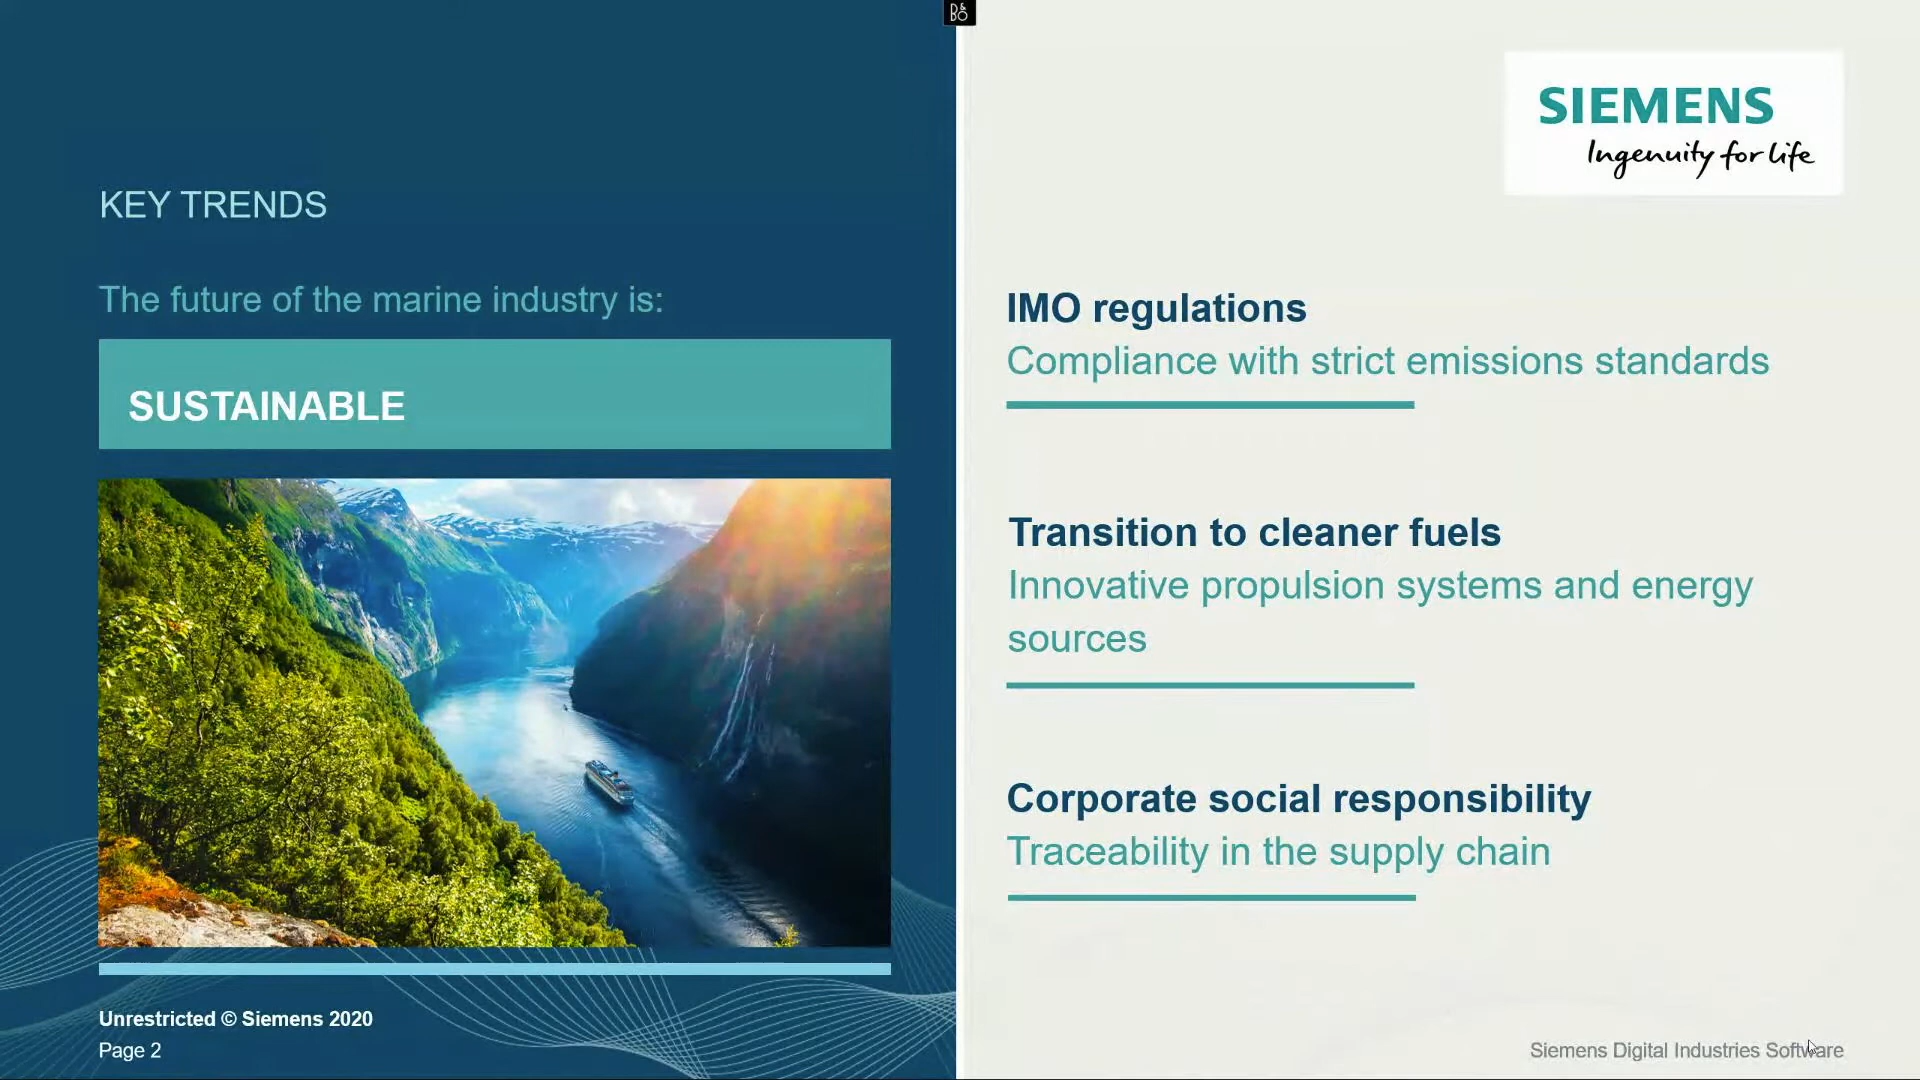 B&O
SIEMENS
Ingenuity for life
KEY TRENDS
The future of the marine industry is:
SUSTAINABLE
Unrestricted © Siemens 2020
Page 2
IMO regulations
Compliance with strict emissions standards
Transition to cleaner fuels
Innovative propulsion systems and energy
sources
Corporate social responsibility
Traceability in the supply chain
Siemens Digital Industries Software